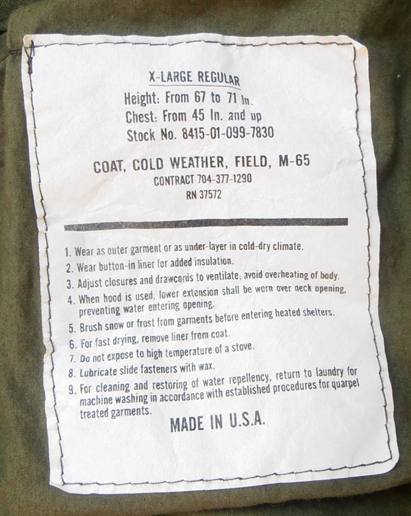 X-LARGE REGULAR
Height: From 67 to 71 In.
Chest: From 45 In. and up
Stock No. 8415-01-099-7830
COAT, COLD WEATHER, FIELD, M-65
CONTRACT 704-377-1290
RN 37572
1. Wear as outer garment or as under-layer in cold-dry climate.
2. Wear button-in liner for added insulation.
3. Adjust closures and drawcords to ventilate; avoid overheating of body.
4. When hood is used, lower extension shall be worn over neck opening,
preventing water entering opening.
5. Brush snow or frost from garments before entering heated shelters.
6. For fast drying, remove liner from coat.
7. Do not expose to high temperature of a stove.
8. Lubricate slide fasteners with wax.
9. For cleaning and restoring of water repellency, return to laundry for
machine washing in accordance with established procedures for quarpel
treated garments.
MADE IN U.S.A.